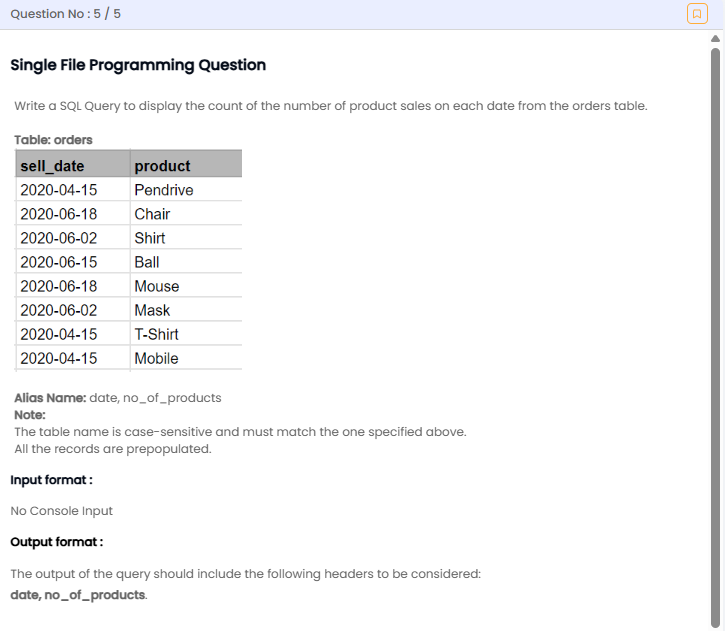 Question No : 5 / 5
Single File Programming Question
Write a SQL Query to display the count of the number of product sales on each date from the orders table.
Table: orders
sell_date product
2020-04-15 Pendrive
2020-06-18 Chair
2020-06-02 Shirt
2020-06-15 Ball
2020-06-18 Mouse
2020-06-02 Mask
2020-04-15 T-Shirt
2020-04-15 Mobile
Alias Name: date, no_of_products
Note:
The table name is case-sensitive and must match the one specified above.
All the records are prepopulated.
Input format :
No Console Input
Output format :
The output of the query should include the following headers to be considered:
date, no_of_products.